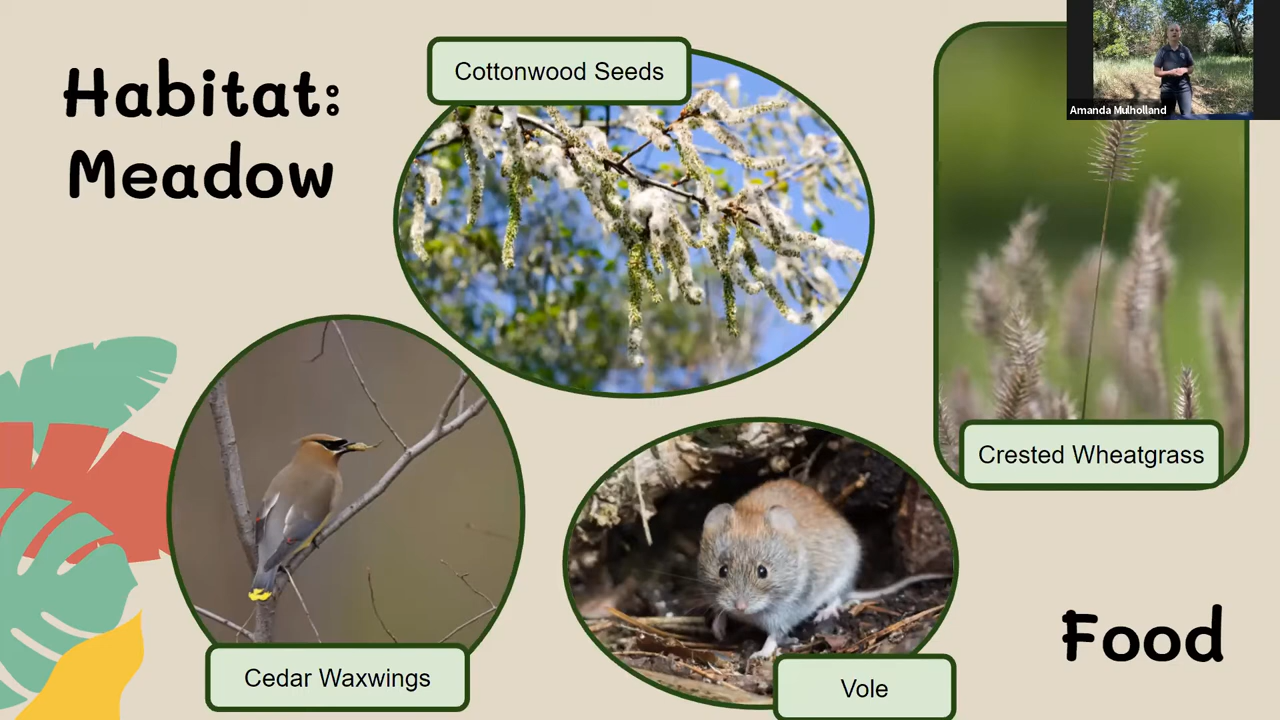 Habitat:
Meadow
Cottonwood Seeds
Amanda Mulholland
Crested Wheatgrass
Cedar Waxwings
Vole
Food